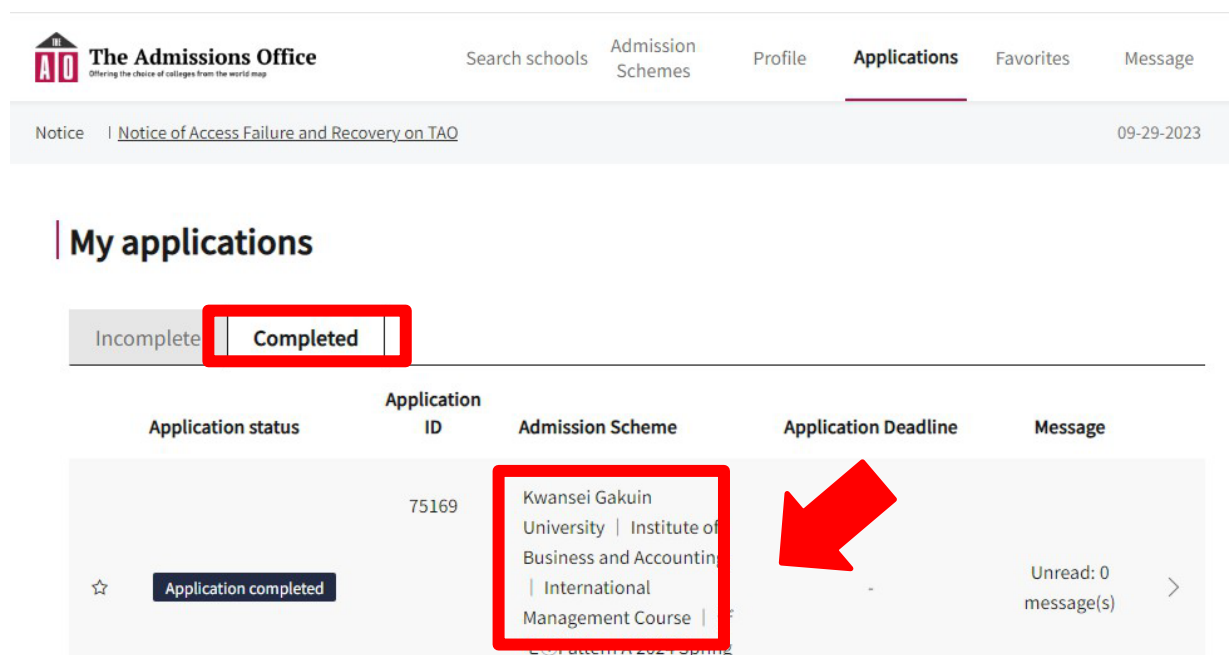 THE
AO
The Admissions Office
Offering the choice of colleges from the world map
Search schools
Admission
Schemes
Profile
Applications
Favorites
Message
Notice | Notice of Access Failure and Recovery on TAO 09-29-2023
My applications
Incomplete
Completed
Application status
Application
ID
Admission Scheme
Application Deadline
Message
Application completed
75169
Kwansei Gakuin
University | Institute of
Business and Accounting
| International
Management Course |
Pattern A 2024 Spring
-
Unread: 0
message(s)